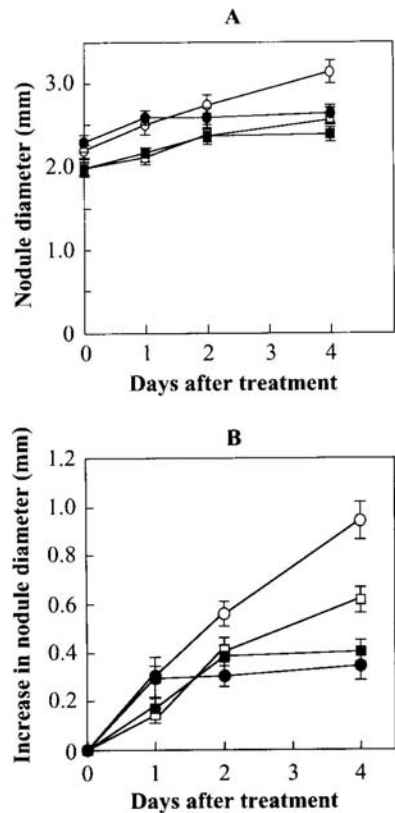 A
Nodule diameter (mm)
3.0
2.0
1.0
0
0 1 2 3 4
Days after treatment
B
Increase in nodule diameter (mm)
1.2
1.0
0.8
0.6
0.4
0.2
0
0 1 2 3 4
Days after treatment